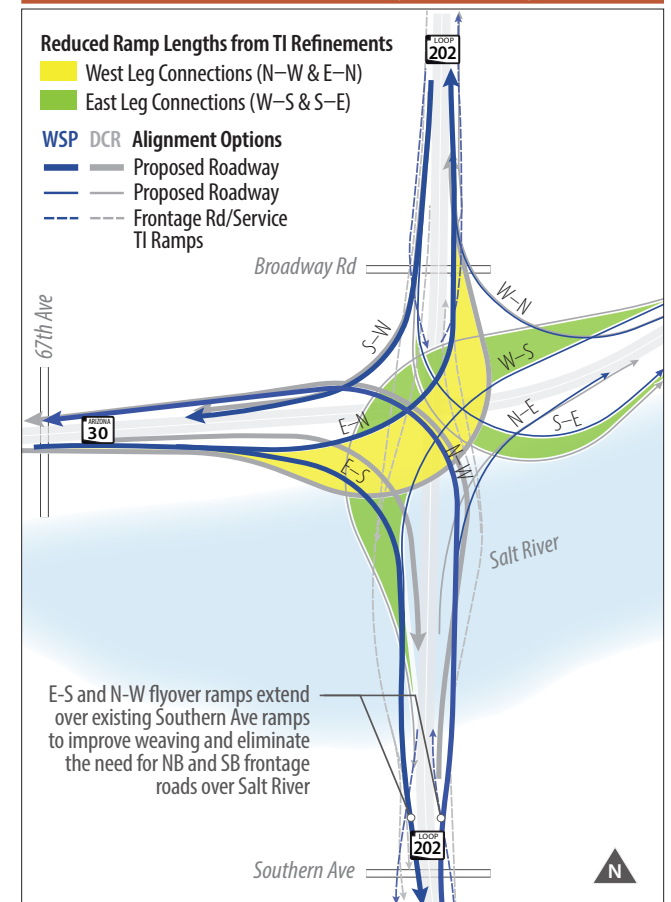 Reduced Ramp Lengths from TI Refinements
West Leg Connections (N–W & E–N)
East Leg Connections (W–S & S–E)
WSP DCR Alignment Options
Proposed Roadway
Proposed Roadway
Frontage Rd/Service
TI Ramps
LOOP
202
Broadway Rd
67th Ave
W–N
S–W
W–S
N–E
S–E
ARIZONA
30
E–N
E–S
N–W
Salt River
E-S and N-W flyover ramps extend
over existing Southern Ave ramps
to improve weaving and eliminate
the need for NB and SB frontage
roads over Salt River
LOOP
202
Southern Ave
N